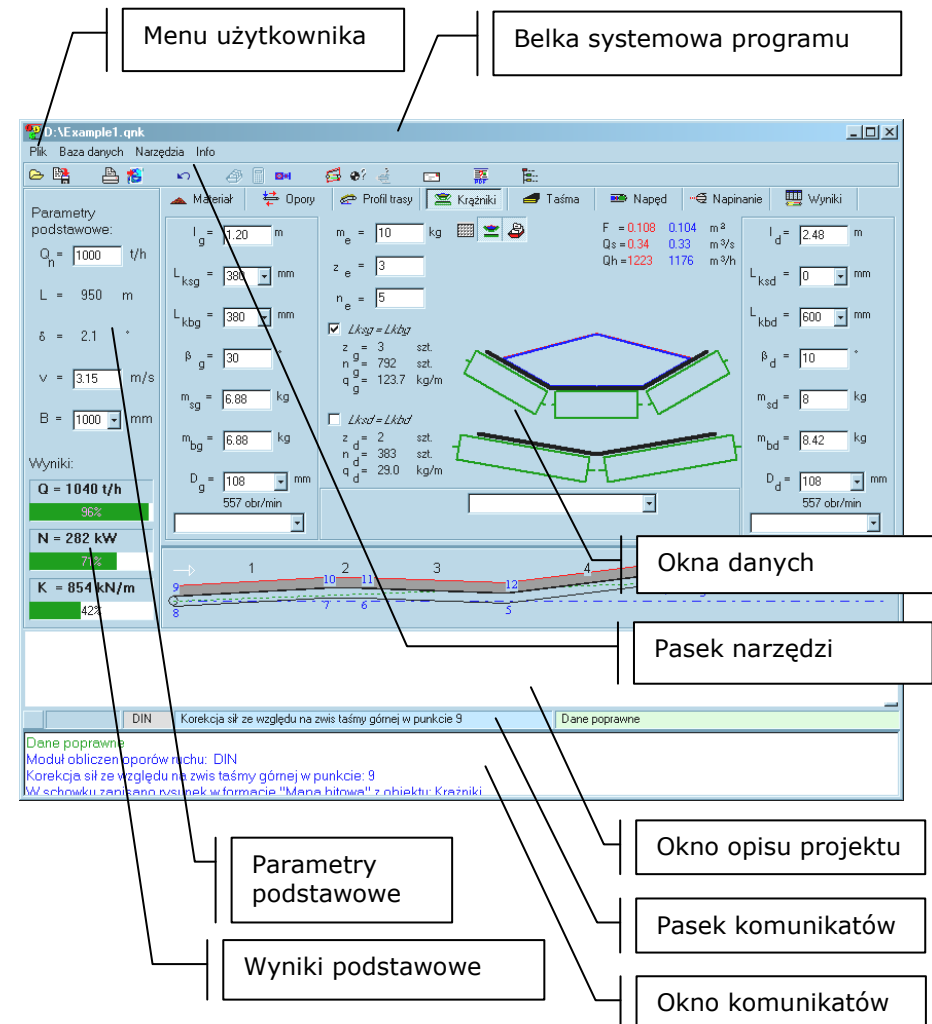 Menu użytkownika
Belka systemowa programu
D:\Example1.qnk
Plik Baza danych Narzędzia Info
PDF
Materiał Opory Profil trasy Krążniki Taśma Napęd Napinanie Wyniki
Parametry
podstawowe:
Qn = 1000 t/h
L = 950 m
δ = 2.1 °
v = 3.15 m/s
B = 1000 mm
Wyniki:
Q = 1040 t/h
96%
N = 282 kW
71%
K = 854 kN/m
42%
lg = 1.20 m
Lksg = 380 mm
Lkbg = 380 mm
βg = 30 °
msg = 6.88 kg
mbg = 6.88 kg
Dg = 108 mm
557 obr/min
me = 10 kg
ze = 3
ne = 5
Lksg = Lkbg
zg = 3 szt.
ng = 792 szt.
qg = 123.7 kg/m
Lksd = Lkbd
zd = 2 szt.
nd = 383 szt.
qd = 29.0 kg/m
F = 0.108 0.104 m²
Qs = 0.34 0.33 m³/s
Qh = 1223 1176 m³/h
ld = 2.48 m
Lksd = 0 mm
Lkbd = 600 mm
βd = 10 °
msd = 8 kg
mbd = 8.42 kg
Dd = 108 mm
557 obr/min
1 2 3 4
9 10 11 12
8 7 6 5
Okna danych
Pasek narzędzi
DIN Korekcja sił ze względu na zwis taśmy górnej w punkcie 9 Dane poprawne
Dane poprawne
Moduł obliczen oporów ruchu: DIN
Korekcja sił ze względu na zwis taśmy górnej w punkcie: 9
W schowku zapisano rysunek w formacie "Mapa bitowa" z obiektu: Krążniki
Parametry
podstawowe
Wyniki podstawowe
Okno opisu projektu
Pasek komunikatów
Okno komunikatów